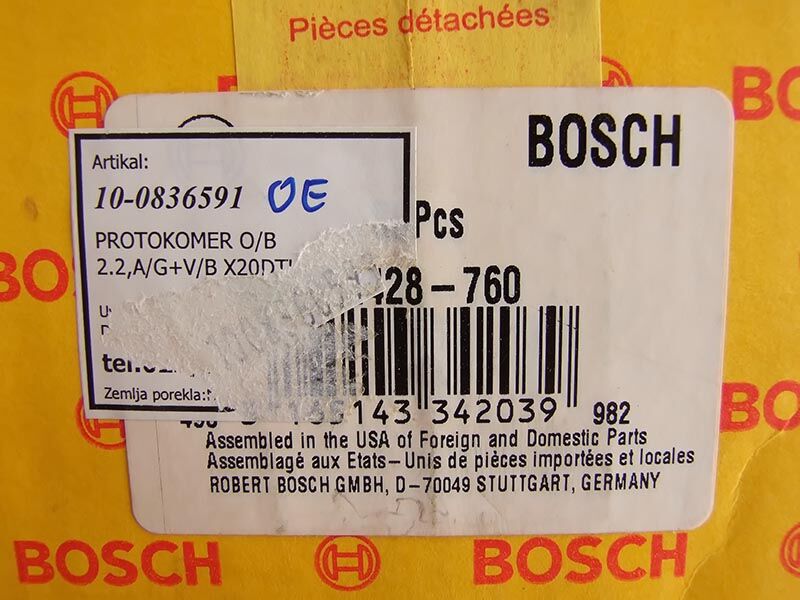 Pièces détachées
BOSCH
BOSCH
Artikal:
10-0836591 OE
PROTOKOMER O/B
2.2,A/G+V/B X20DT
Pcs
28-760
143 342039
982
Zemlja porekla:
Assembled in the USA of Foreign and Domestic Parts
Assemblagé aux Etats-Unis de pièces importées et locales
ROBERT BOSCH GMBH, D-70049 STUTTGART, GERMANY
BOSCH
BOSCH